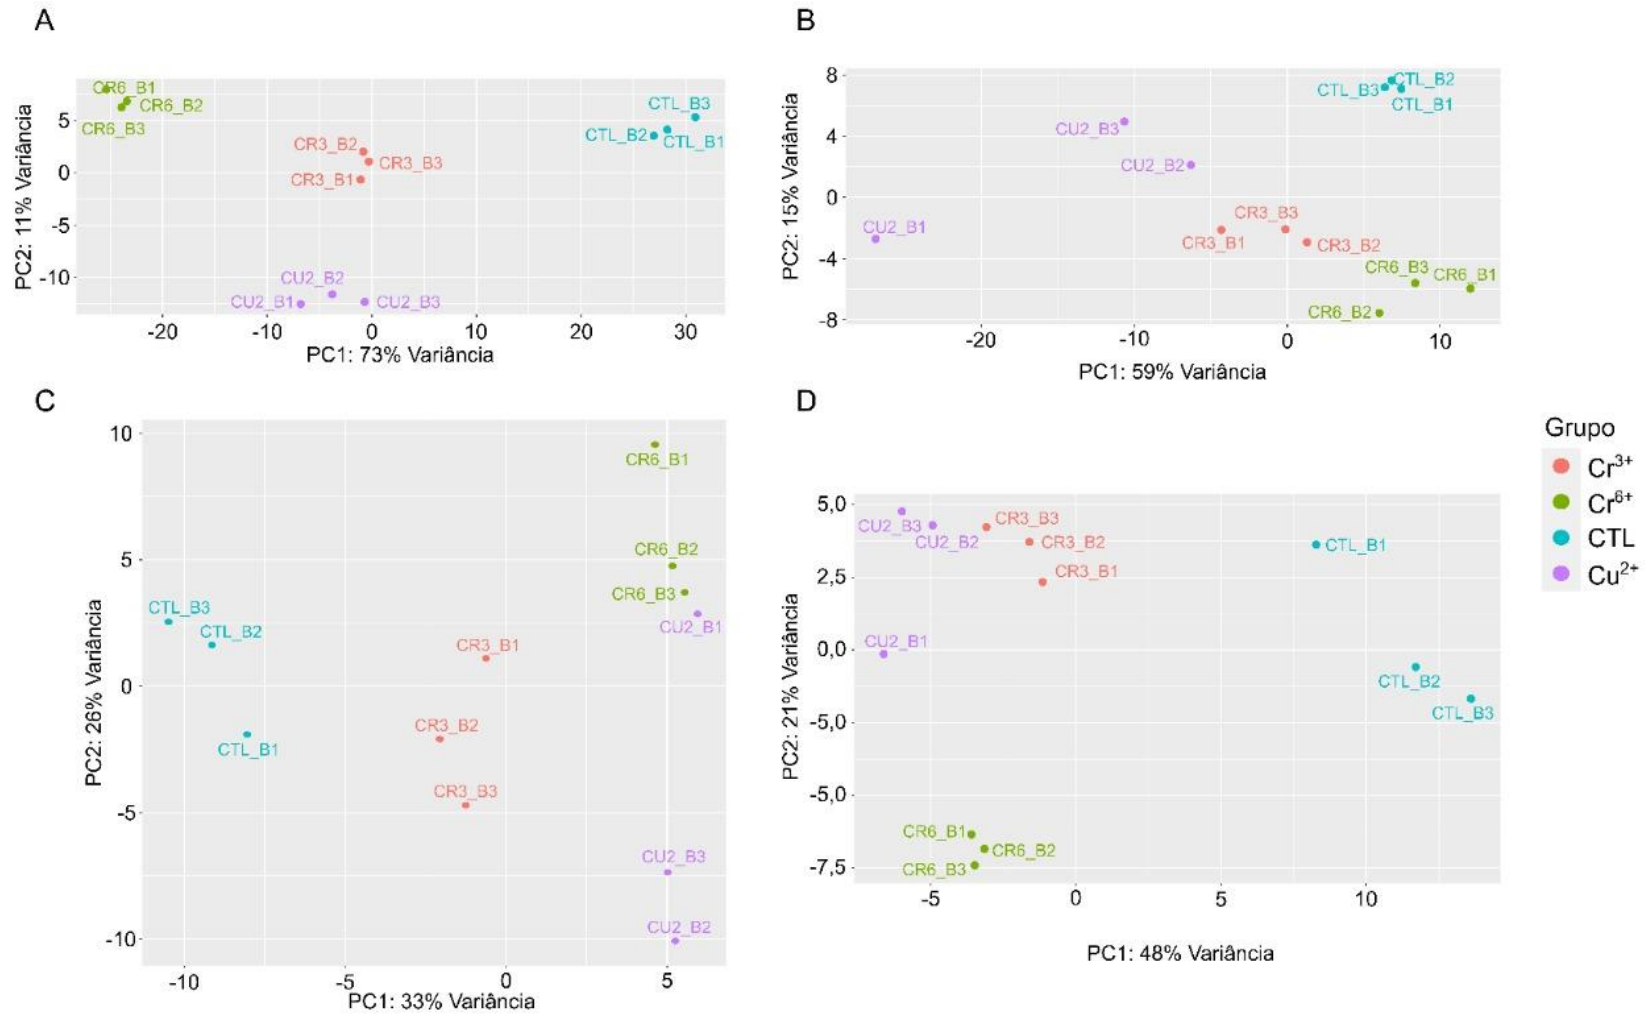 A
PC2: 11% Variância
5
0
-5
-10
CR6_B1
CR6_B2
CR6_B3
CR3_B2
CR3_B3
CR3_B1
CTL_B3
CTL_B2
CTL_B1
CU2_B2
CU2_B1
CU2_B3
-20
-10
0
10
20
30
PC1: 73% Variância
B
PC2: 15% Variância
8
4
0
-4
-8
CTL_B2
CTL_B3
CTL_B1
CU2_B3
CU2_B2
CU2_B1
CR3_B3
CR3_B1
CR3_B2
CR6_B3
CR6_B1
CR6_B2
-20
-10
0
10
PC1: 59% Variância
C
PC2: 26% Variância
10
5
0
-5
-10
CR6_B1
CR6_B2
CR6_B3
CU2_B1
CTL_B3
CTL_B2
CR3_B1
CR3_B2
CTL_B1
CR3_B3
CU2_B3
CU2_B2
-10
-5
0
5
PC1: 33% Variância
D
PC2: 21% Variância
5,0
2,5
0,0
-5,0
-5,0
-7,5
CU2_B3
CU2_B2
CR3_B3
CR3_B2
CR3_B1
CTL_B1
CU2_B1
CTL_B2
CTL_B3
CR6_B1
CR6_B2
CR6_B3
-5
0
5
10
PC1: 48% Variância
Grupo
Cr³⁺
Cr⁶⁺
CTL
Cu²⁺